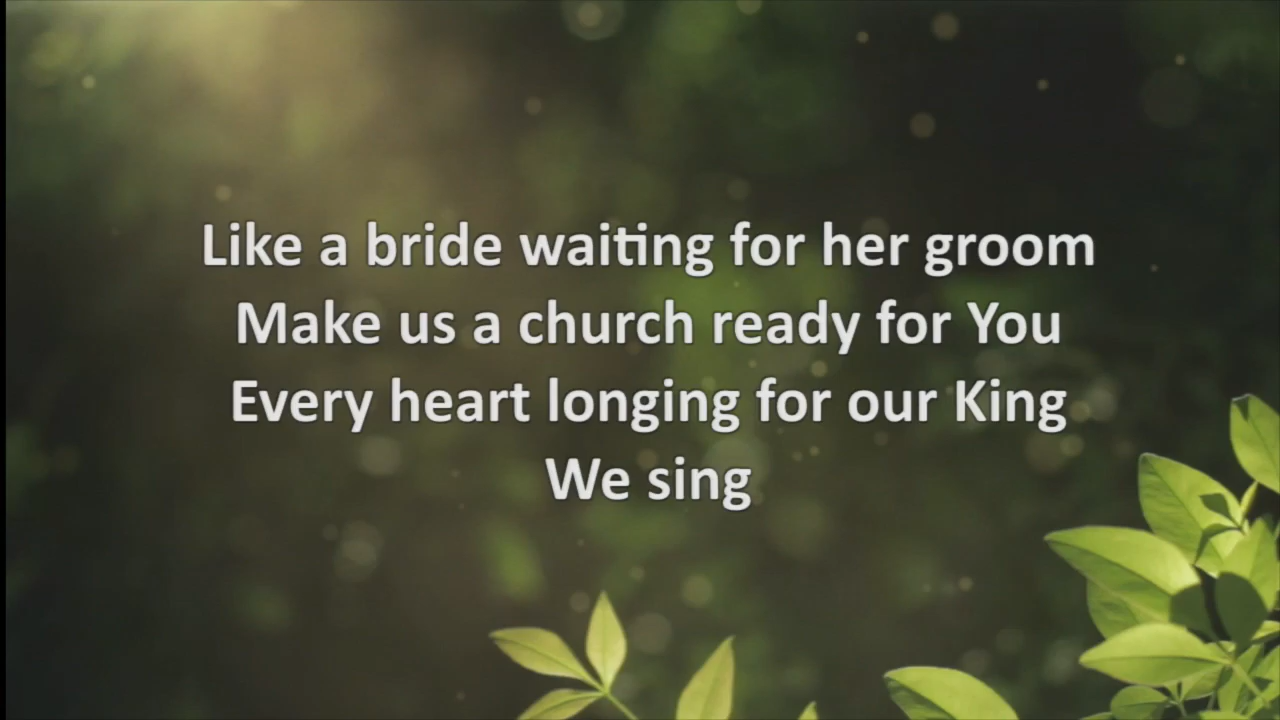 Like a bride waiting for her groom
Make us a church ready for You
Every heart longing for our King
We sing